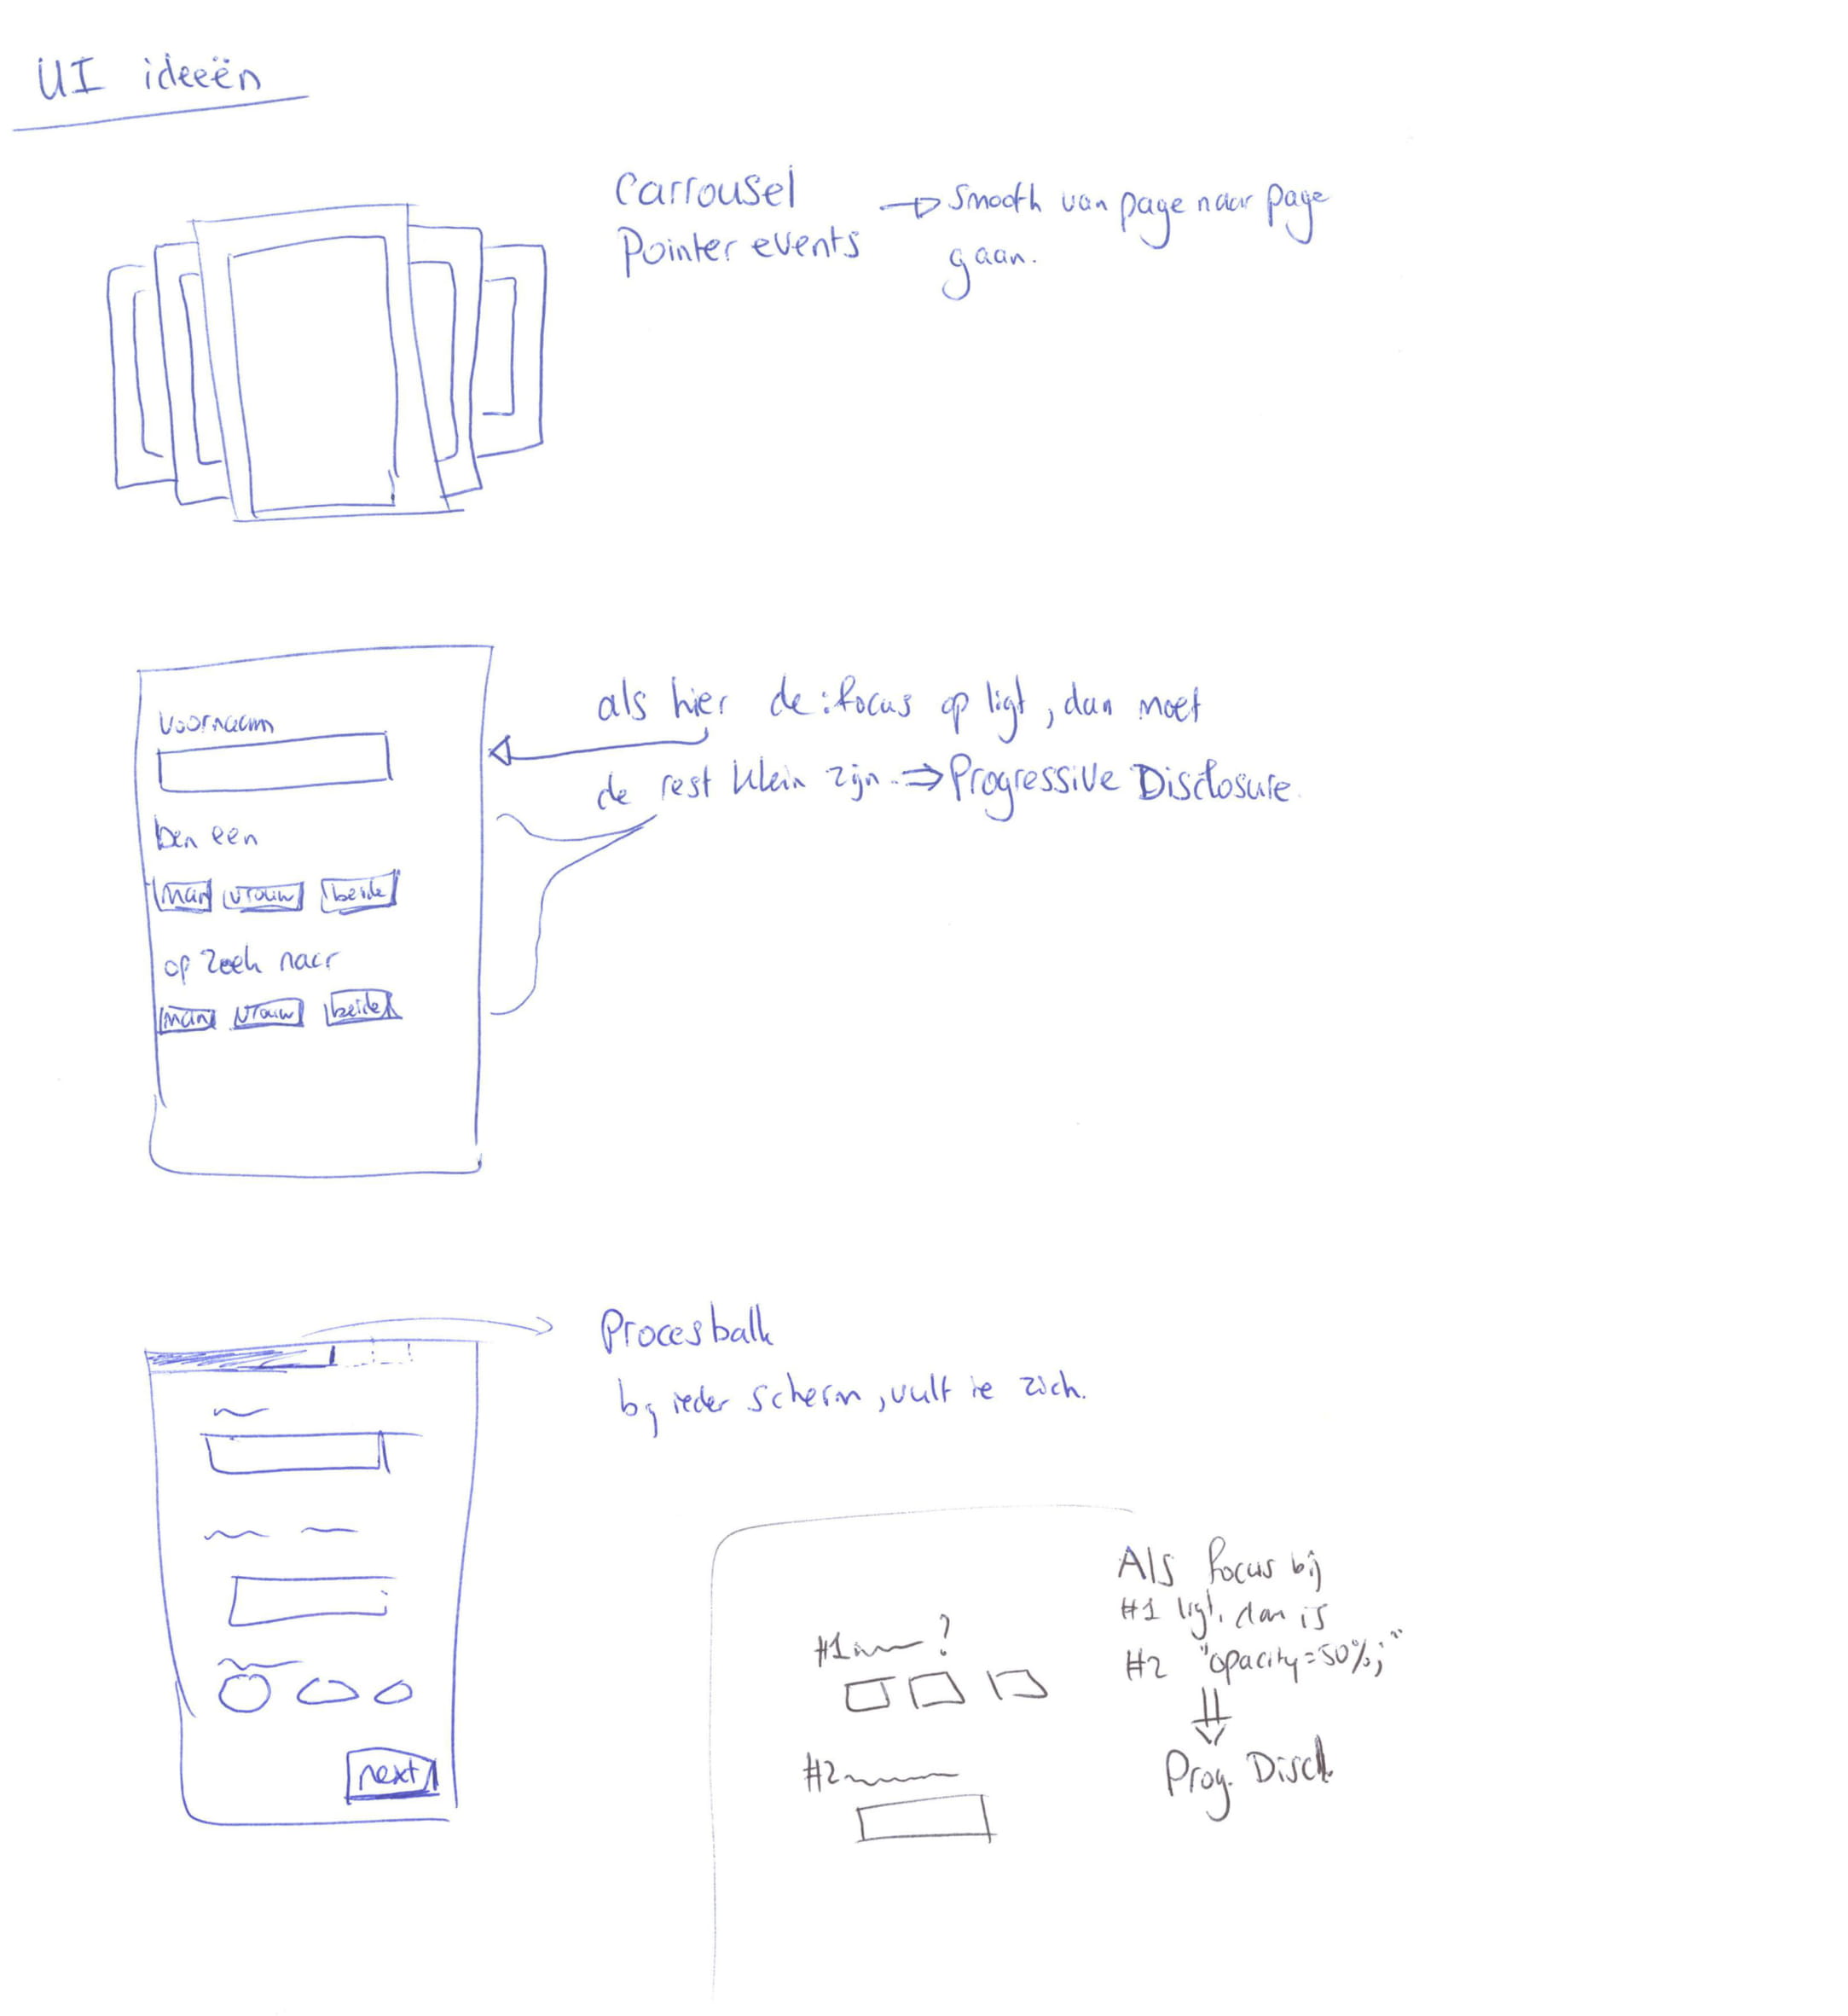 UI ideeën
Carrousel
Pointer events
Smooth van page naar page
gaan.
als hier de :focus op ligt, dan moet
de rest klein zijn. ⇒ Progressive Disclosure.
voornaam
ben een
man vrouw beide
op zoek naar
man vrouw beide
Procesbalk
bij ieder scherm, vult ie zich.
next
#1 ?
#2
Als focus bij
#1 ligt, dan is
#2 "opacity=50%;"
Prog. Discl.